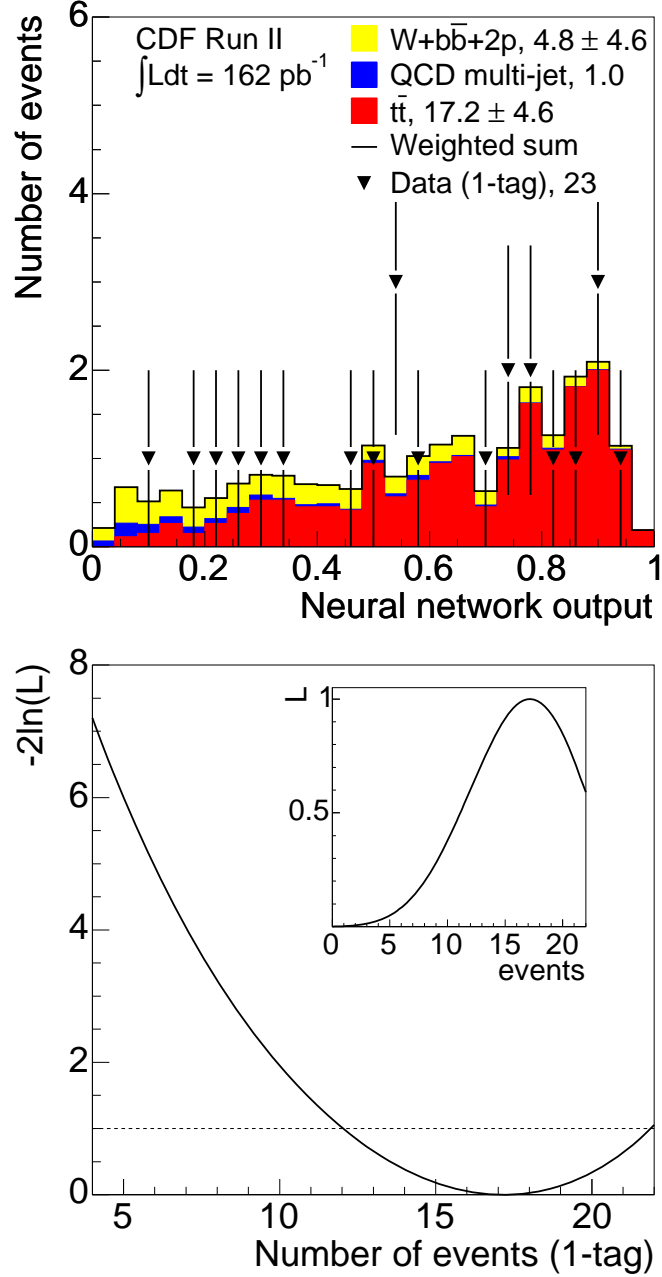 Number of events
6
4
2
0
CDF Run II
∫Ldt = 162 pb⁻¹
W+bb̄+2p, 4.8 ± 4.6
QCD multi-jet, 1.0
tt̄, 17.2 ± 4.6
Weighted sum
Data (1-tag), 23
0 0.2 0.4 0.6 0.8 1
Neural network output
-2ln(L)
8
6
4
2
0
L
1
0.5
0 5 10 15 20
events
5 10 15 20
Number of events (1-tag)